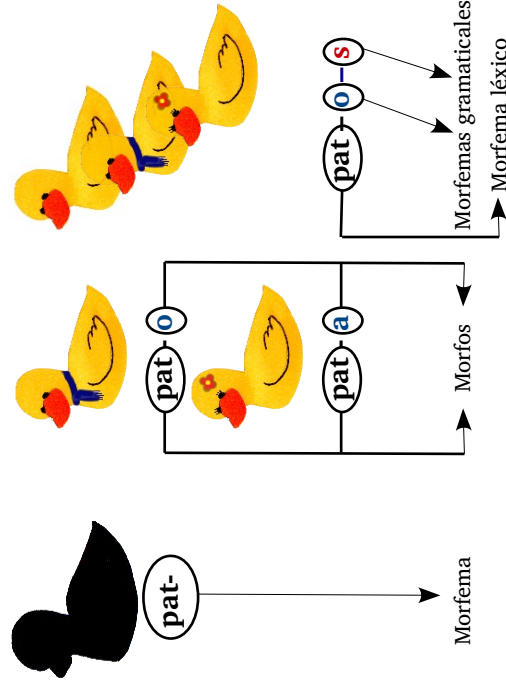 pat-
Morfema
pat-o
pat-a
Morfos
pat-o-s
Morfemas gramaticales
Morfema léxico